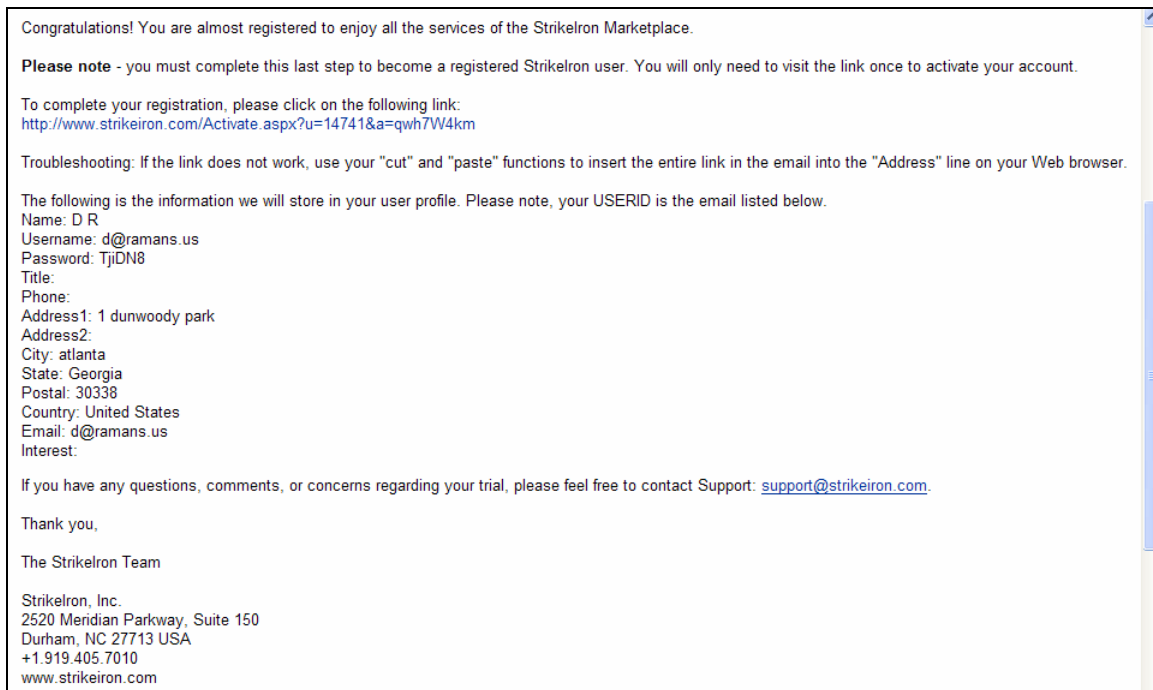 Congratulations! You are almost registered to enjoy all the services of the StrikeIron Marketplace.
Please note - you must complete this last step to become a registered StrikeIron user. You will only need to visit the link once to activate your account.
To complete your registration, please click on the following link:
http://www.strikeiron.com/Activate.aspx?u=14741&a=qwh7W4km
Troubleshooting: If the link does not work, use your "cut" and "paste" functions to insert the entire link in the email into the "Address" line on your Web browser.
The following is the information we will store in your user profile. Please note, your USERID is the email listed below.
Name: D R
Username: d@ramans.us
Password: TjiDN8
Title:
Phone:
Address1: 1 dunwoody park
Address2:
City: atlanta
State: Georgia
Postal: 30338
Country: United States
Email: d@ramans.us
Interest:
If you have any questions, comments, or concerns regarding your trial, please feel free to contact Support: support@strikeiron.com.
Thank you,
The StrikeIron Team
StrikeIron, Inc.
2520 Meridian Parkway, Suite 150
Durham, NC 27713 USA
+1.919.405.7010
www.strikeiron.com